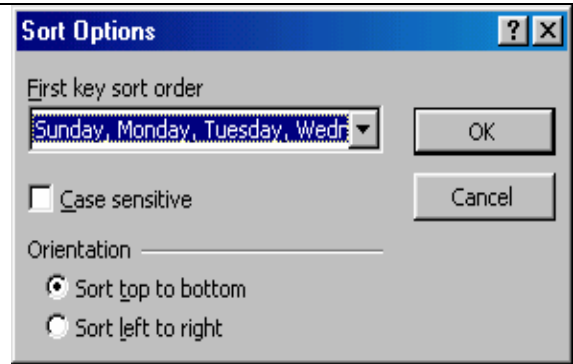 Sort Options
First key sort order
Sunday, Monday, Tuesday, Wedr
OK
Case sensitive
Cancel
Orientation
Sort top to bottom
Sort left to right